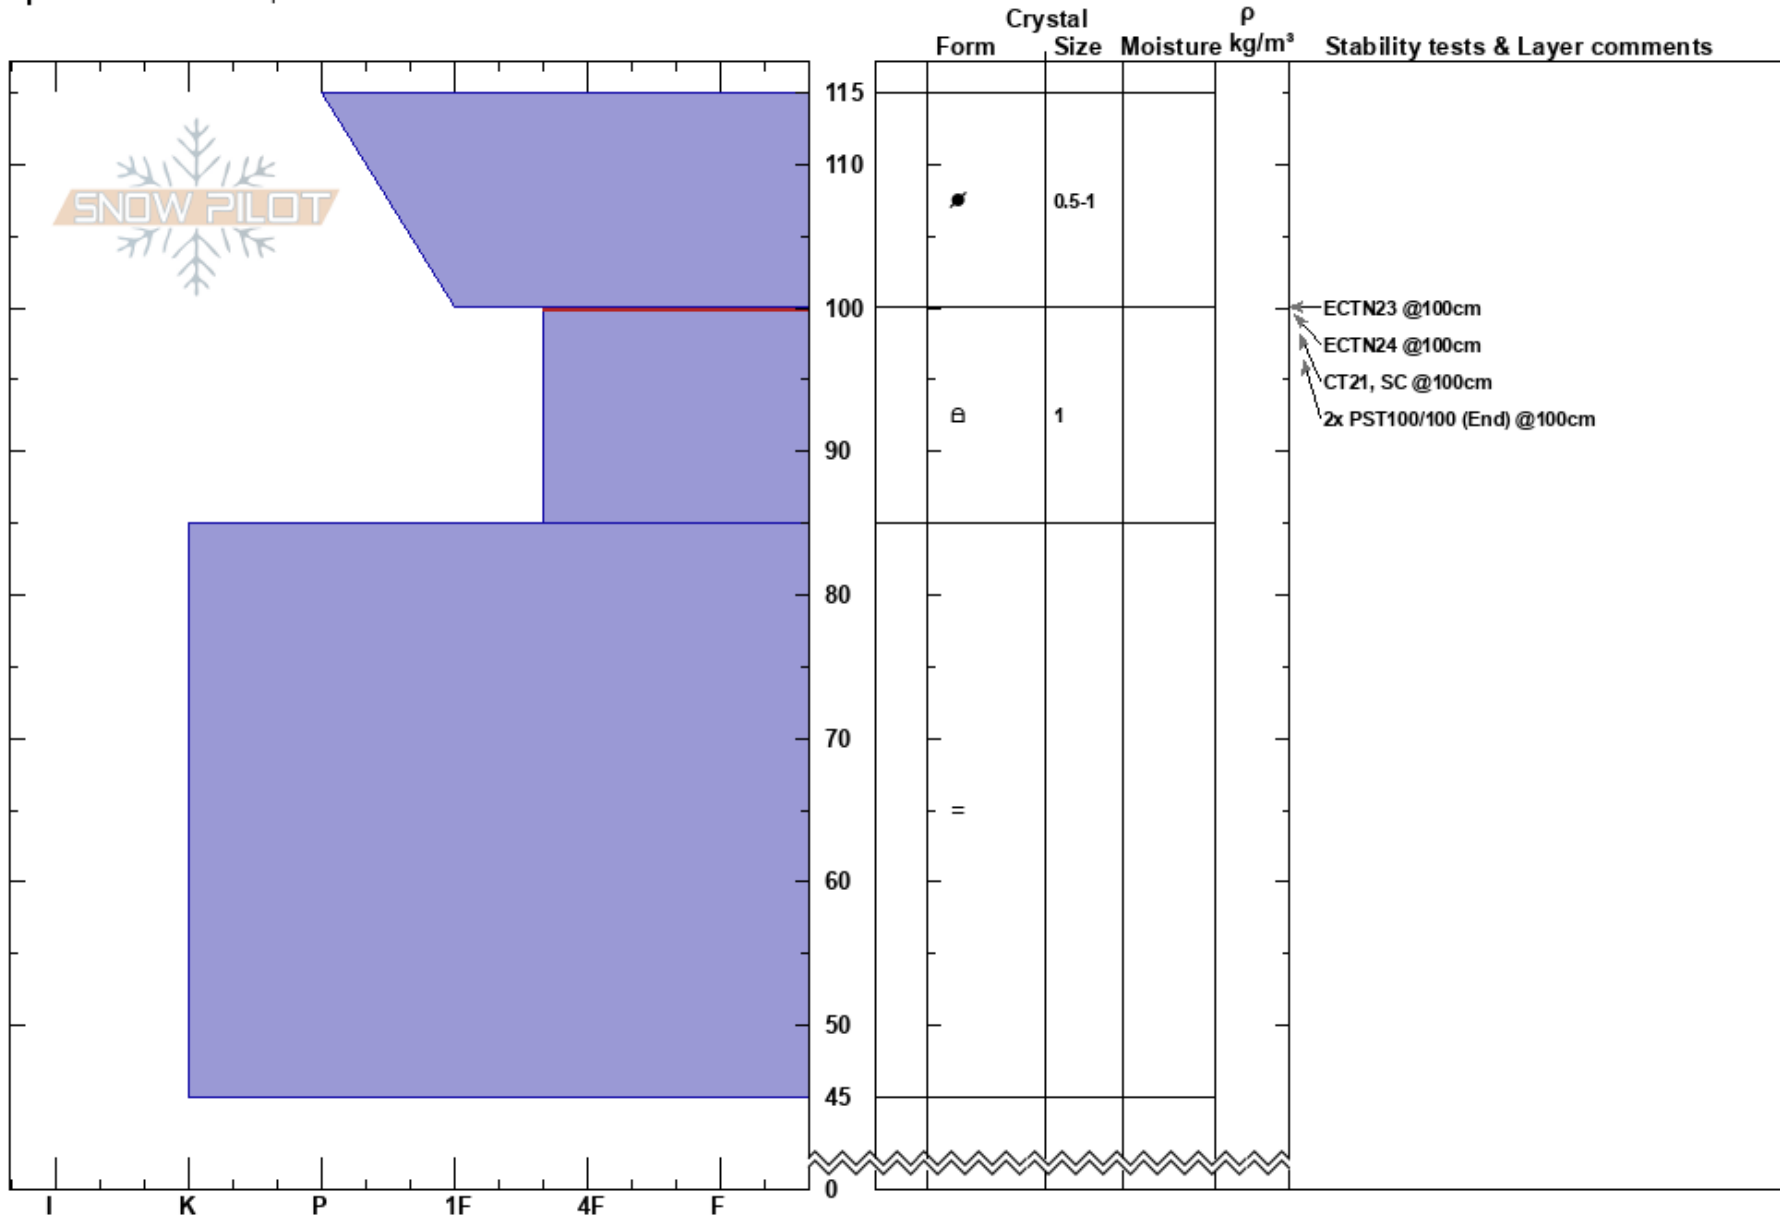 Crystal
ρ
Form Size Moisture kg/m³ Stability tests & Layer comments
SNOW PILOT
115
110
0.5-1
100
ECTN23 @100cm
ECTN24 @100cm
CT21, SC @100cm
1
2x PST100/100 (End) @100cm
90
80
70
=
60
50
45
0
I K P 1F 4F F